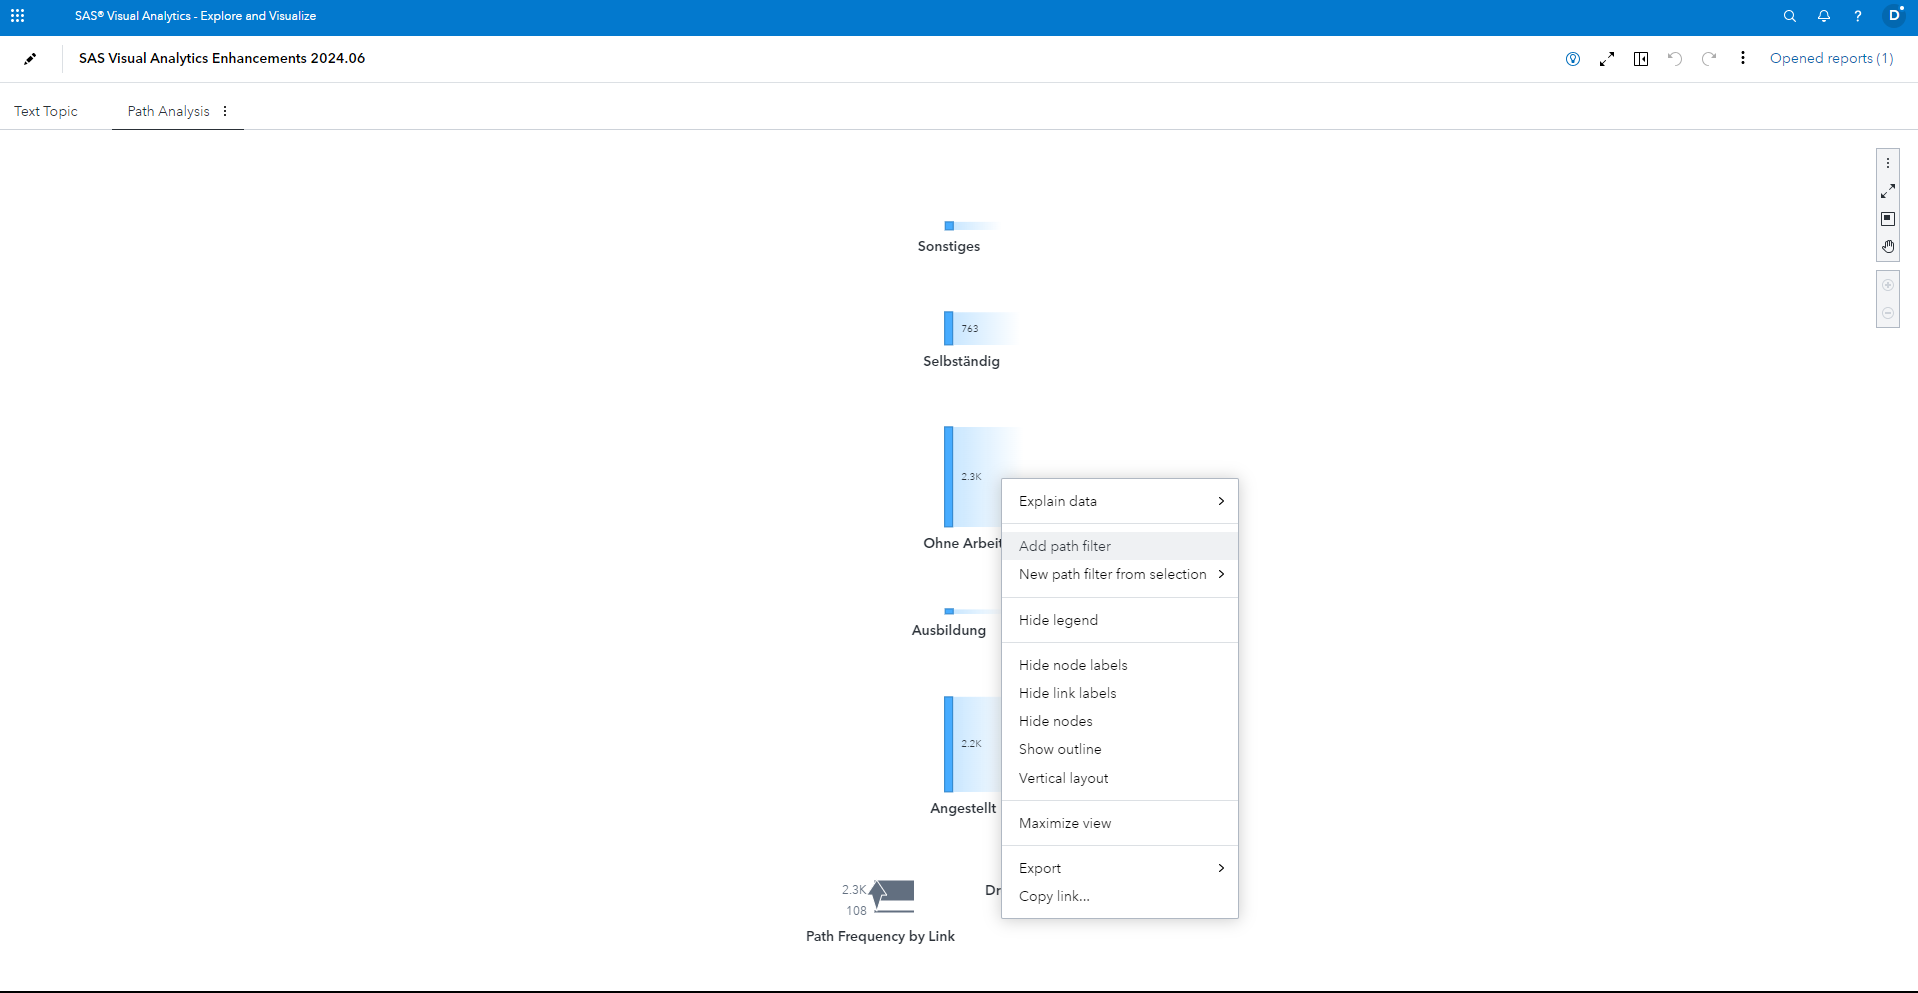 SAS® Visual Analytics - Explore and Visualize
?
D
SAS Visual Analytics Enhancements 2024.06
Opened reports (1)
Text Topic
Path Analysis
Sonstiges
763
Selbständig
2.3K
Ohne Arbeit
Ausbildung
2.2K
Angestellt
2.3K
108
Dr
Path Frequency by Link
Explain data
Add path filter
New path filter from selection
Hide legend
Hide node labels
Hide link labels
Hide nodes
Show outline
Vertical layout
Maximize view
Export
Copy link...